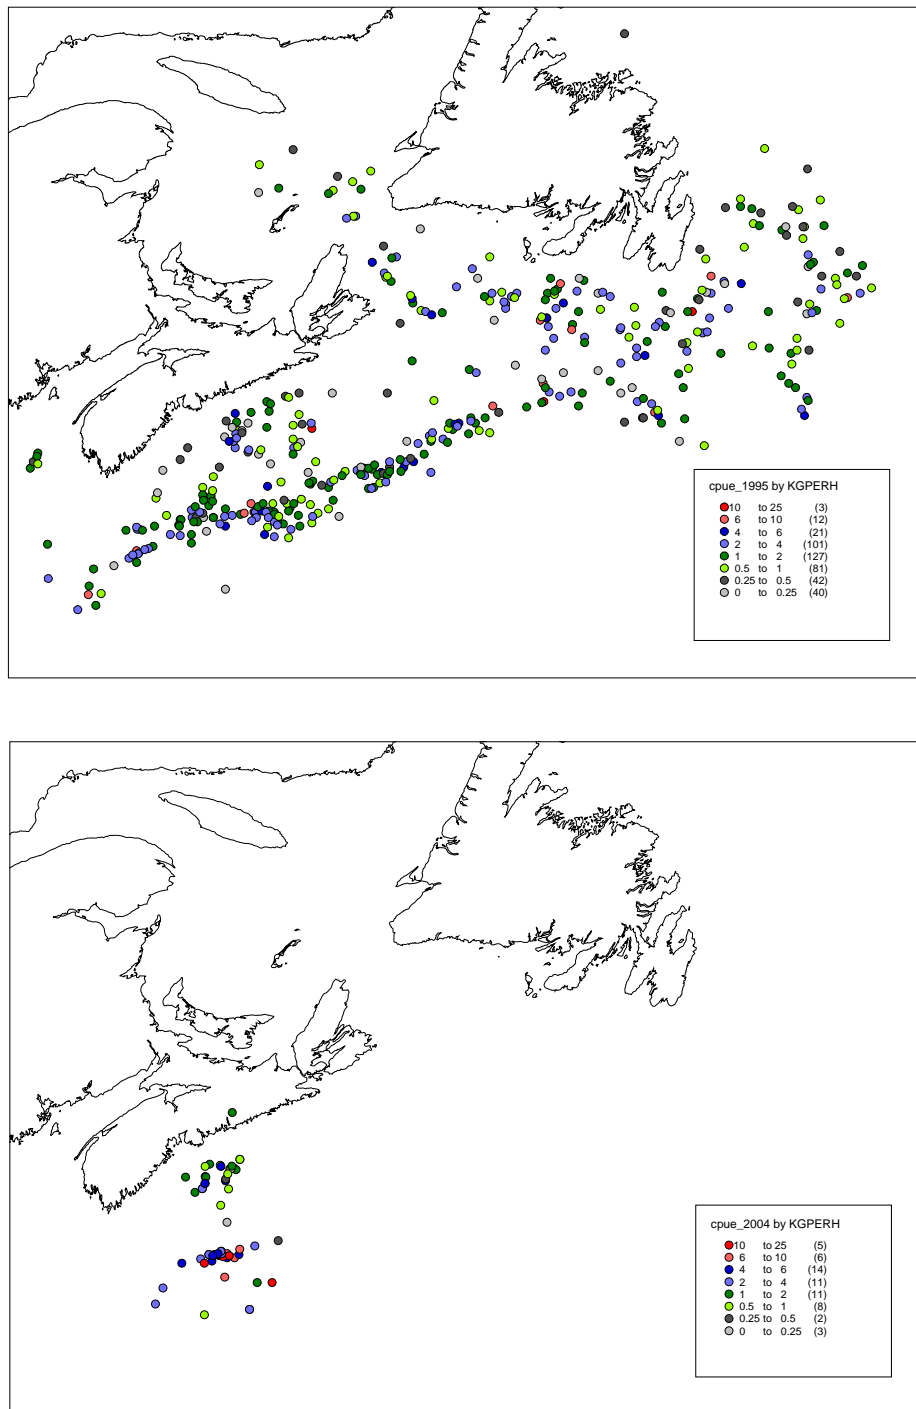 cpue_1995 by KGPERH
10 to 25 (3)
6 to 10 (12)
4 to 6 (21)
2 to 4 (101)
1 to 2 (127)
0.5 to 1 (81)
0.25 to 0.5 (42)
0 to 0.25 (40)
cpue_2004 by KGPERH
10 to 25 (5)
6 to 10 (6)
4 to 6 (14)
2 to 4 (11)
1 to 2 (11)
0.5 to 1 (8)
0.25 to 0.5 (2)
0 to 0.25 (3)